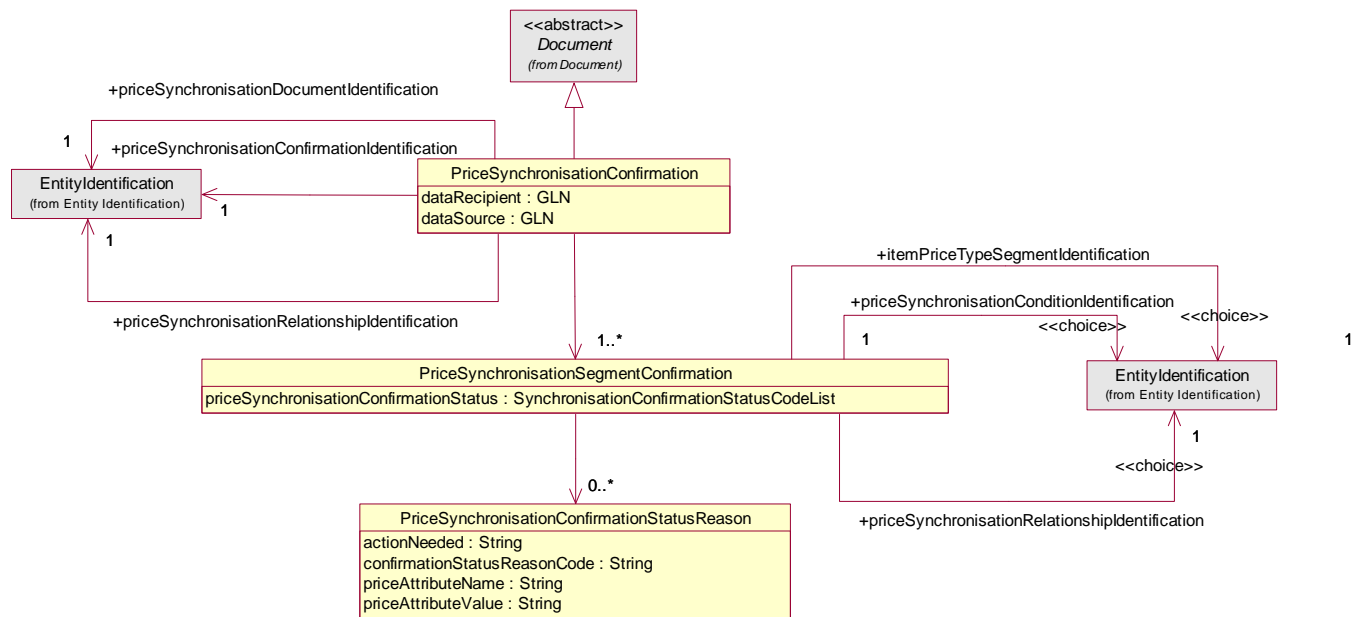 <<abstract>>
Document
(from Document)
+priceSynchronisationDocumentIdentification
1
+priceSynchronisationConfirmationIdentification
EntityIdentification
(from Entity Identification)
1
1
PriceSynchronisationConfirmation
dataRecipient : GLN
dataSource : GLN
+priceSynchronisationRelationshipIdentification
+itemPriceTypeSegmentIdentification
+priceSynchronisationConditionIdentification
<<choice>>
<<choice>>
1..*
1
1
PriceSynchronisationSegmentConfirmation
priceSynchronisationConfirmationStatus : SynchronisationConfirmationStatusCodeList
EntityIdentification
(from Entity Identification)
1
<<choice>>
+priceSynchronisationRelationshipIdentification
0..*
PriceSynchronisationConfirmationStatusReason
actionNeeded : String
confirmationStatusReasonCode : String
priceAttributeName : String
priceAttributeValue : String